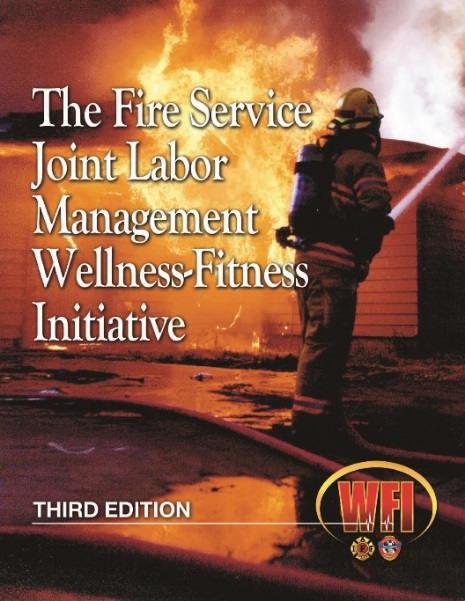 The Fire Service
Joint Labor
Management
Wellness-Fitness
Initiative
THIRD EDITION
WFI